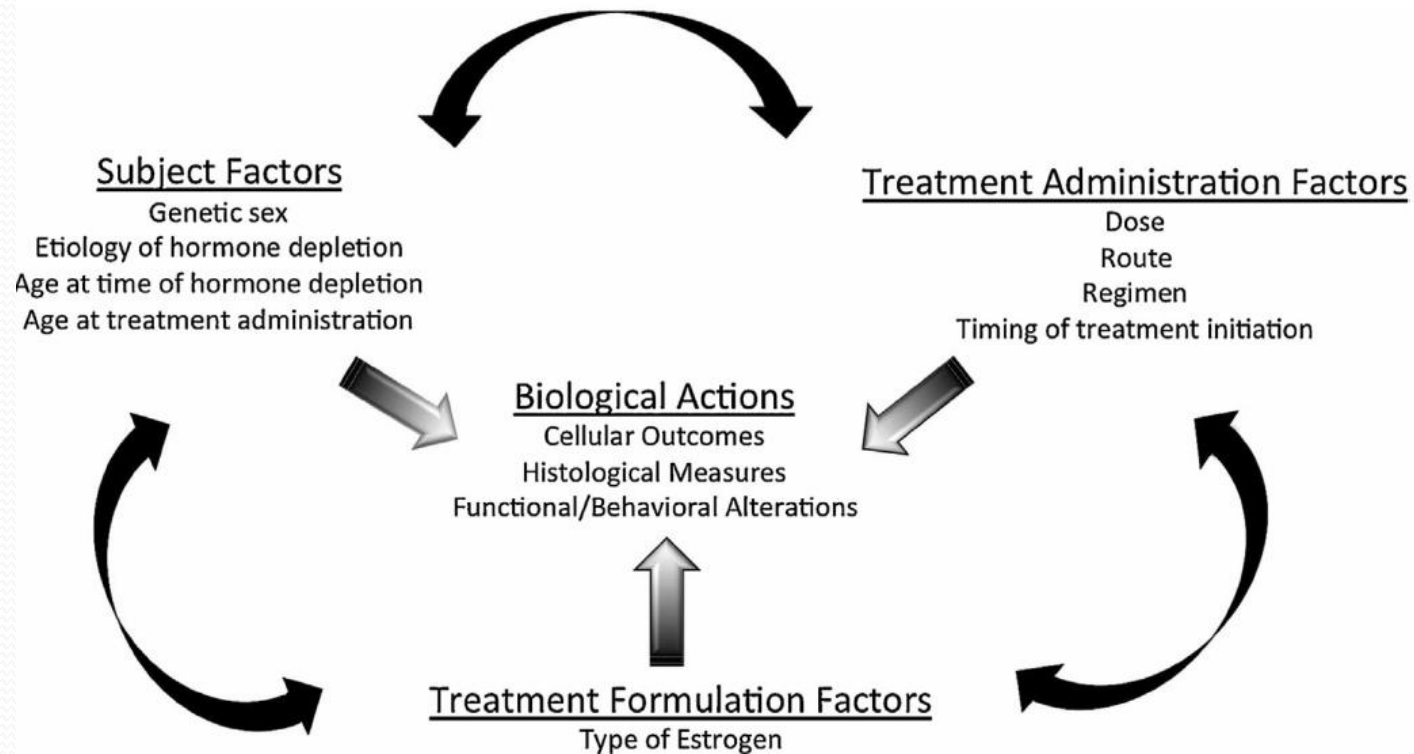 Subject Factors
Genetic sex
Etiology of hormone depletion
Age at time of hormone depletion
Age at treatment administration
Treatment Administration Factors
Dose
Route
Regimen
Timing of treatment initiation
Biological Actions
Cellular Outcomes
Histological Measures
Functional/Behavioral Alterations
Treatment Formulation Factors
Type of Estrogen